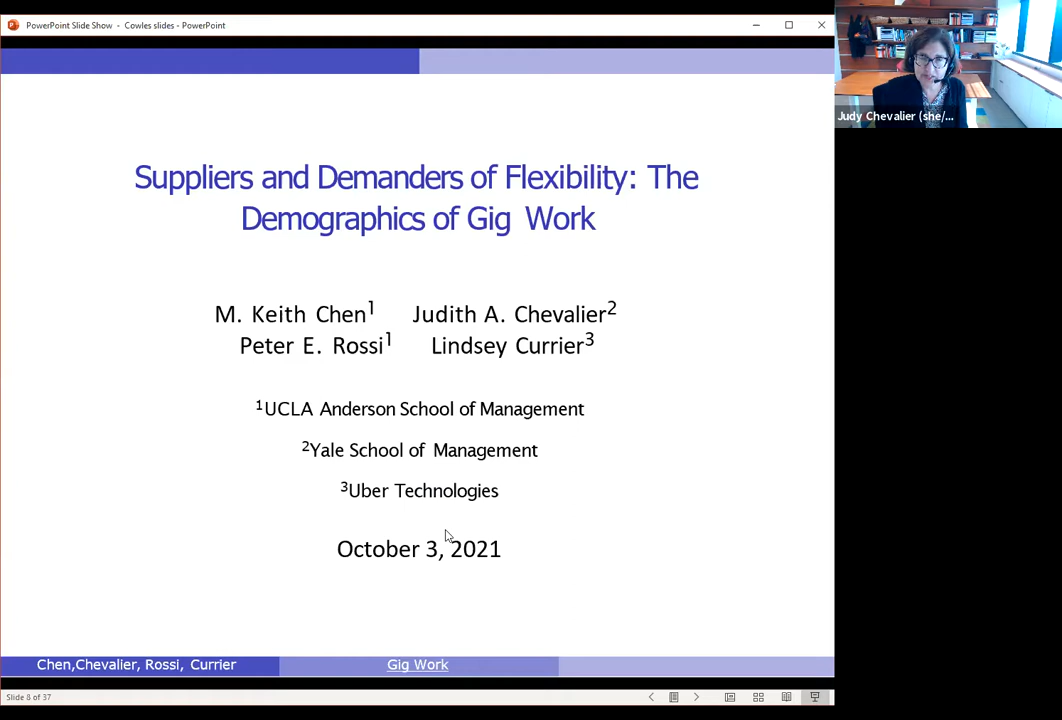 PowerPoint Slide Show - Cowles slides - PowerPoint
Judy Chevalier (she/...
Suppliers and Demanders of Flexibility: The
Demographics of Gig Work
M. Keith Chen1 Judith A. Chevalier2
Peter E. Rossi1 Lindsey Currier3
1UCLA Anderson School of Management
2Yale School of Management
3Uber Technologies
October 3, 2021
Chen,Chevalier, Rossi, Currier Gig Work
Slide 8 of 37